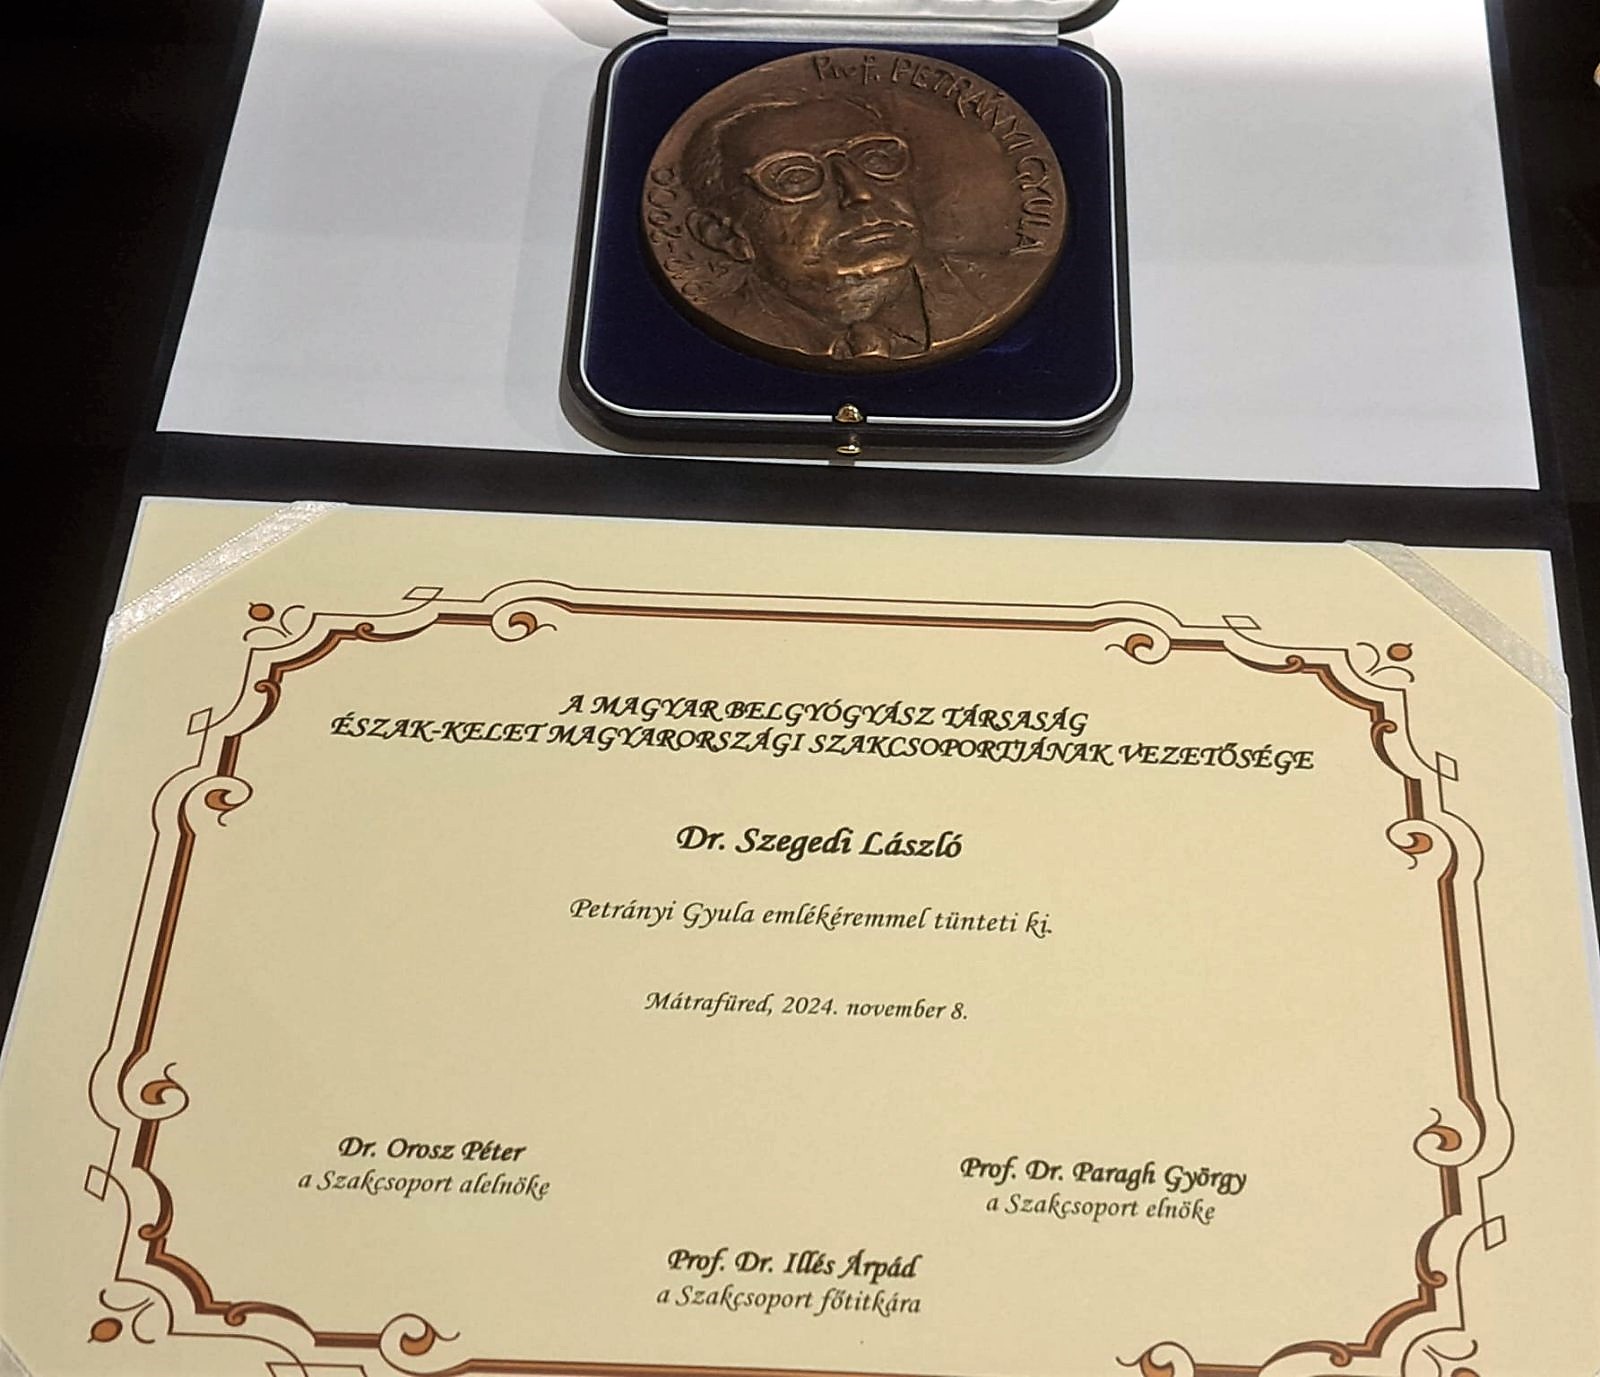 Prof. PETRÁNYI GYULA
1912-2000
A MAGYAR BELGYÓGYÁSZ TÁRSASÁG
ÉSZAK-KELET MAGYARORSZÁGI SZAKCSOPORTJÁNAK VEZETŐSÉGE
Dr. Szegedi László
Petrányi Gyula emlékéremmel tünteti ki.
Mátrafüred, 2024. november 8.
Dr. Orosz Péter
a Szakcsoport alelnöke
Prof. Dr. Paragh György
a Szakcsoport elnöke
Prof. Dr. Illés Árpád
a Szakcsoport főtitkára